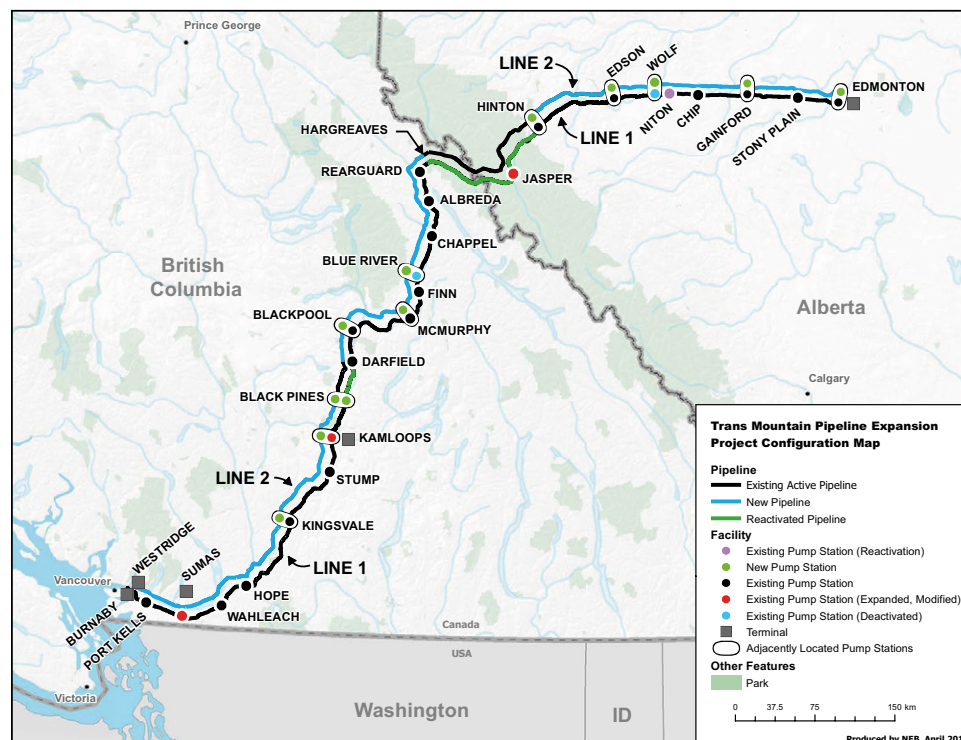 Prince George
LINE 2
EDSON
WOLF
EDMONTON
HINTON
LINE 1
NITON
CHIP
GAINFORD
STONY PLAIN
HARGREAVES
REARGUARD
JASPER
ALBREDA
CHAPPEL
British
Columbia
BLUE RIVER
FINN
Alberta
BLACKPOOL
MCMURPHY
DARFIELD
Calgary
BLACK PINES
KAMLOOPS
LINE 2
STUMP
KINGSVALE
WESTRIDGE
SUMAS
LINE 1
Vancouver
HOPE
BURNABY
PORT KELLS
WAHLEACH
Canada
USA
Victoria
Washington
ID
Trans Mountain Pipeline Expansion
Project Configuration Map
Pipeline
Existing Active Pipeline
New Pipeline
Reactivated Pipeline
Facility
Existing Pump Station (Reactivation)
New Pump Station
Existing Pump Station
Existing Pump Station (Expanded, Modified)
Existing Pump Station (Deactivated)
Terminal
Adjacently Located Pump Stations
Other Features
Park
0 37.5 75 150 km
Produced by NEB, April 201